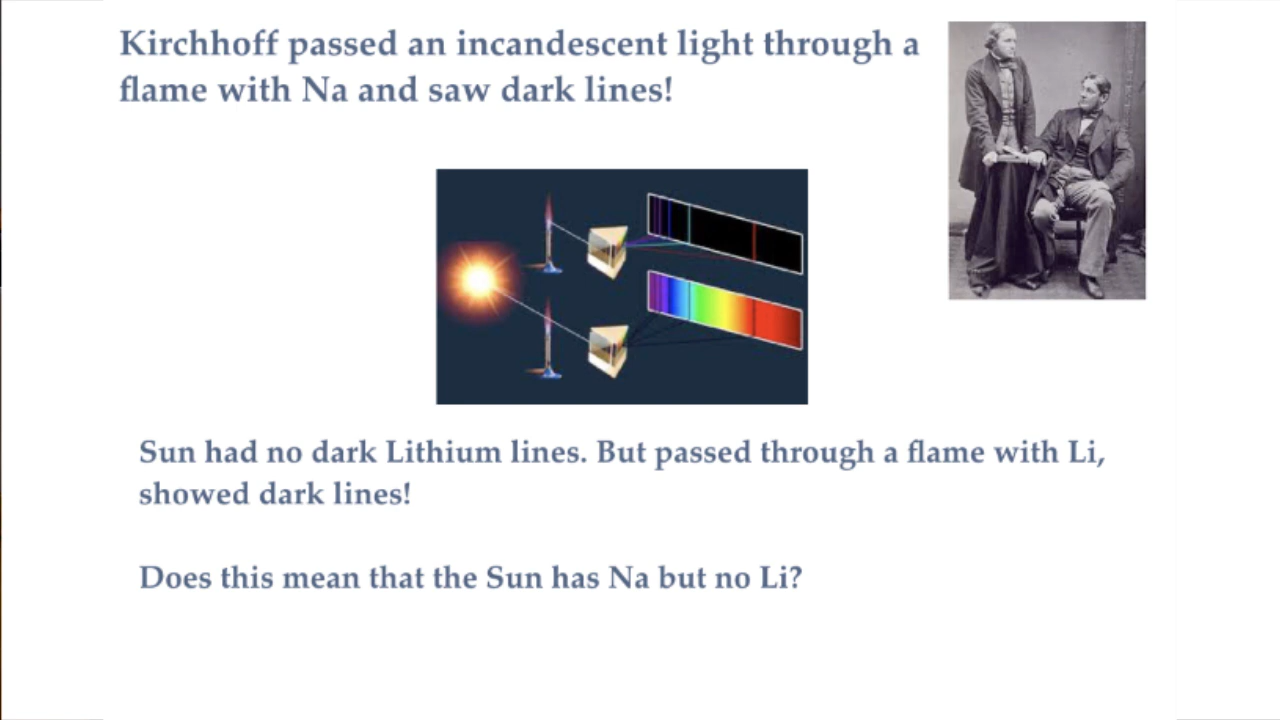 Kirchhoff passed an incandescent light through a
flame with Na and saw dark lines!
Sun had no dark Lithium lines. But passed through a flame with Li,
showed dark lines!
Does this mean that the Sun has Na but no Li?